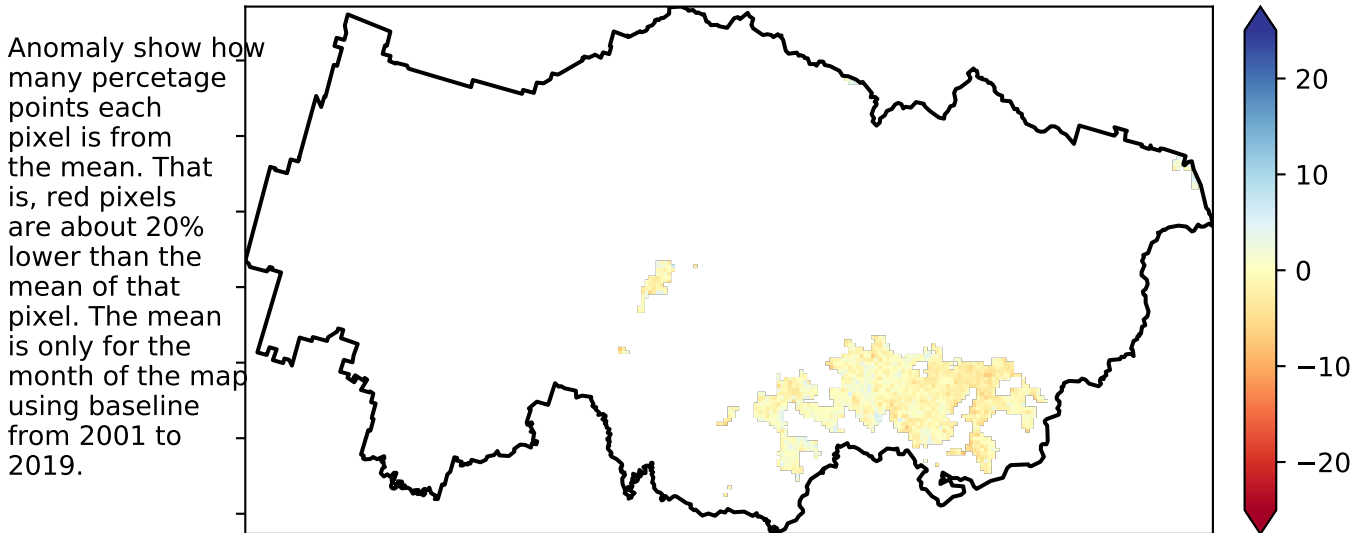 Anomaly show how
many percetage
points each
pixel is from
the mean. That
is, red pixels
are about 20%
lower than the
mean of that
pixel. The mean
is only for the
month of the map
using baseline
from 2001 to
2019.
20
10
0
−10
−20